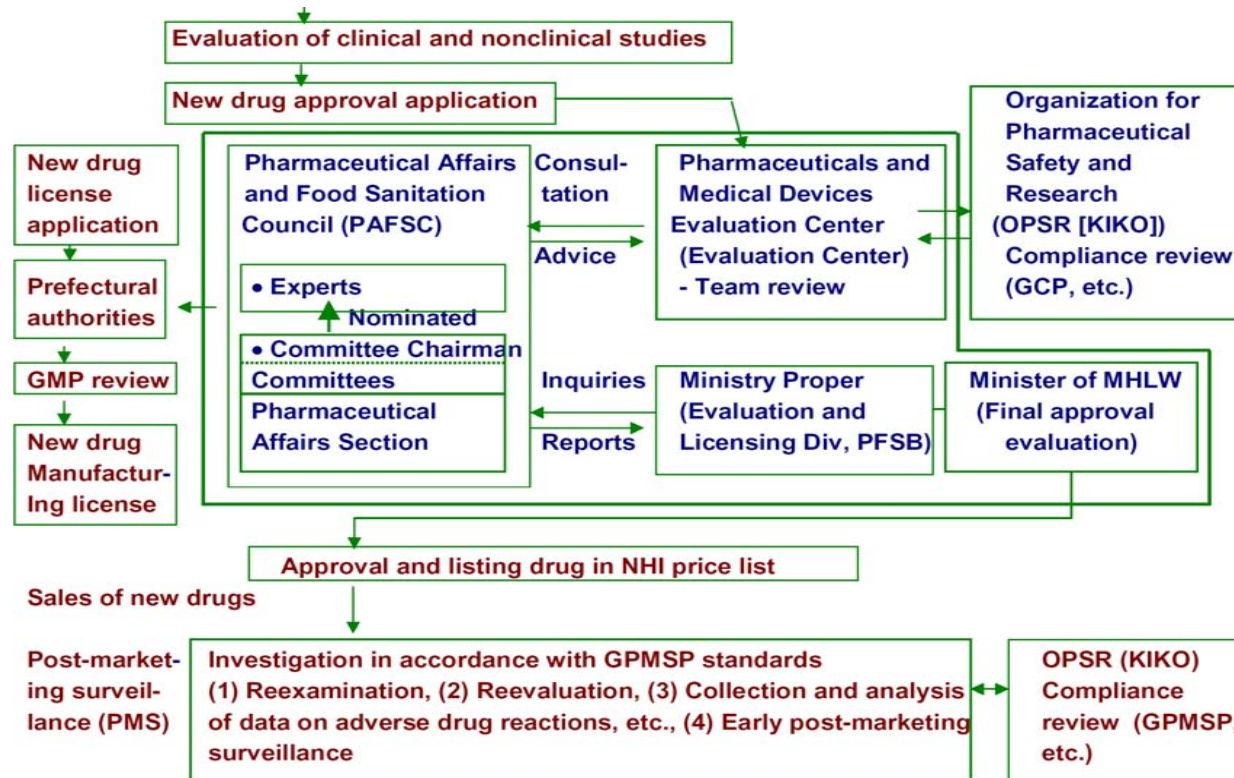 Evaluation of clinical and nonclinical studies
New drug approval application
New drug
license
application
Prefectural
authorities
GMP review
New drug
Manufactur-
Ing license
Pharmaceutical Affairs
and Food Sanitation
Council (PAFSC)
• Experts
Nominated
• Committee Chairman
Committees
Pharmaceutical
Affairs Section
Consul-
tation
Advice
Inquiries
Reports
Pharmaceuticals and
Medical Devices
Evaluation Center
(Evaluation Center)
- Team review
Ministry Proper
(Evaluation and
Licensing Div, PFSB)
Organization for
Pharmaceutical
Safety and
Research
(OPSR [KIKO])
Compliance review
(GCP, etc.)
Minister of MHLW
(Final approval
evaluation)
Approval and listing drug in NHI price list
Sales of new drugs
Post-market-
ing surveil-
lance (PMS)
Investigation in accordance with GPMSP standards
(1) Reexamination, (2) Reevaluation, (3) Collection and analysis
of data on adverse drug reactions, etc., (4) Early post-marketing
surveillance
OPSR (KIKO)
Compliance
review (GPMSP,
etc.)